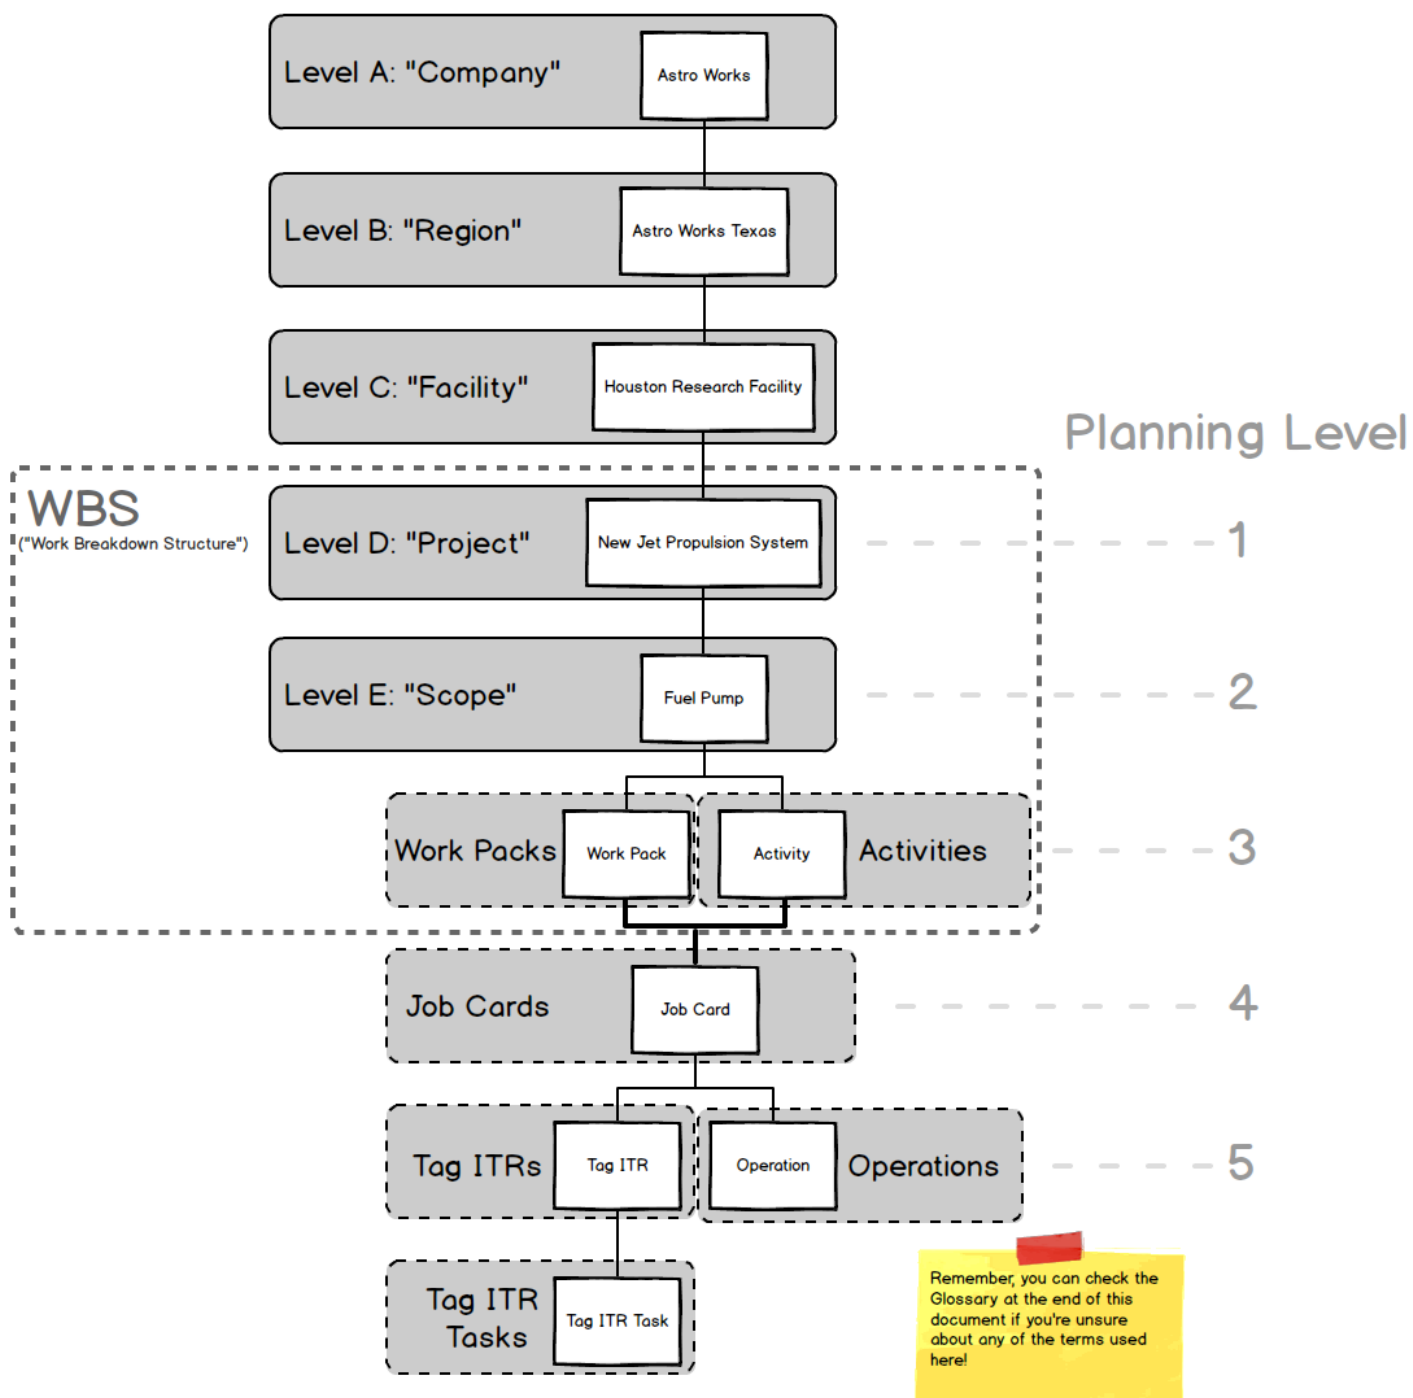 Level A: "Company"
Astro Works
Level B: "Region"
Astro Works Texas
Level C: "Facility"
Houston Research Facility
Planning Level
WBS
("Work Breakdown Structure")
Level D: "Project"
New Jet Propulsion System
1
Level E: "Scope"
Fuel Pump
2
Work Packs
Work Pack
Activity
Activities
3
Job Cards
Job Card
4
Tag ITRs
Tag ITR
Operation
Operations
5
Tag ITR
Tasks
Tag ITR Task
Remember, you can check the
Glossary at the end of this
document if you're unsure
about any of the terms used
here!